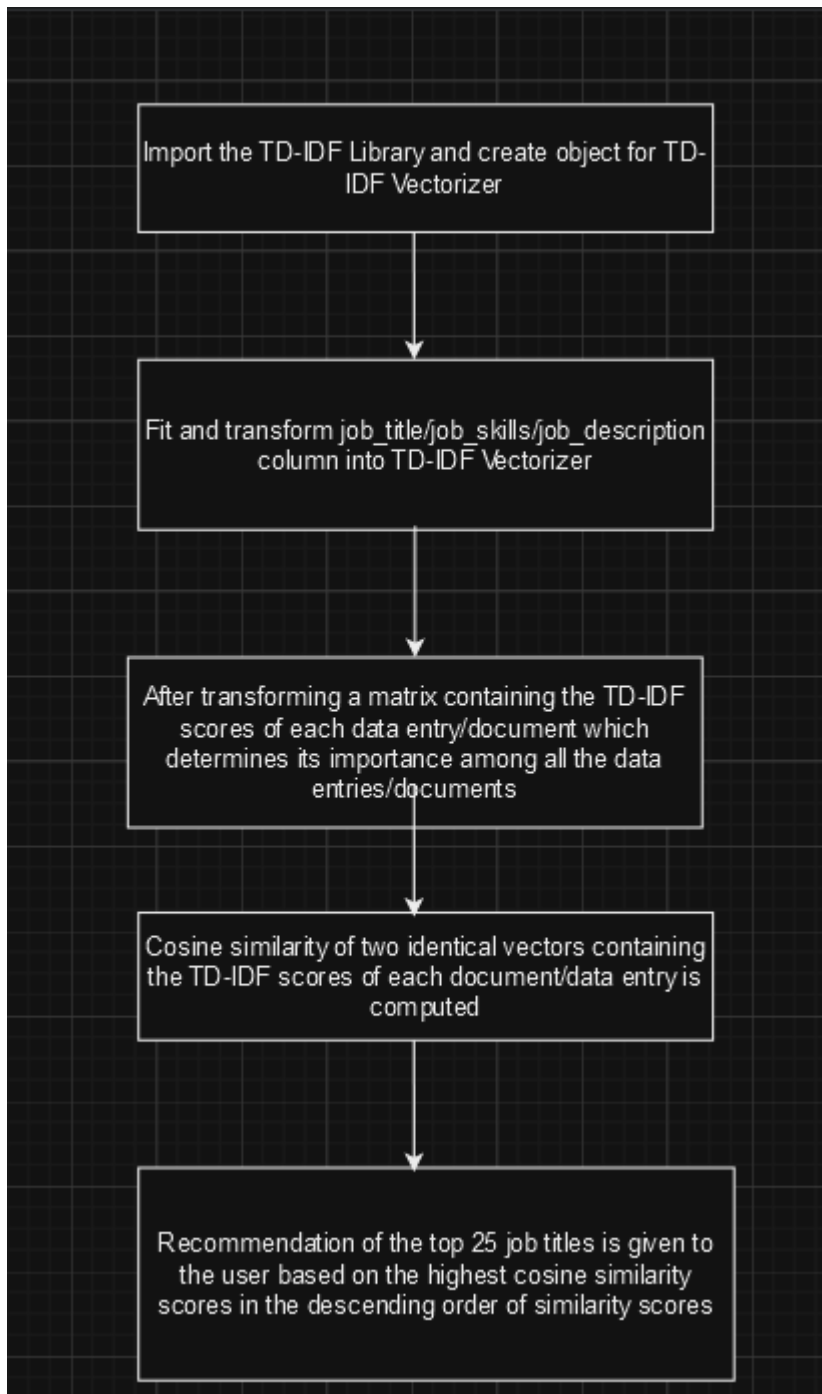 Import the TD-IDF Library and create object for TD-
IDF Vectorizer
Fit and transform job_title/job_skills/job_description
column into TD-IDF Vectorizer
After transforming a matrix containing the TD-IDF
scores of each data entry/document which
determines its importance among all the data
entries/documents
Cosine similarity of two identical vectors containing
the TD-IDF scores of each document/data entry is
computed
Recommendation of the top 25 job titles is given to
the user based on the highest cosine similarity
scores in the descending order of similarity scores